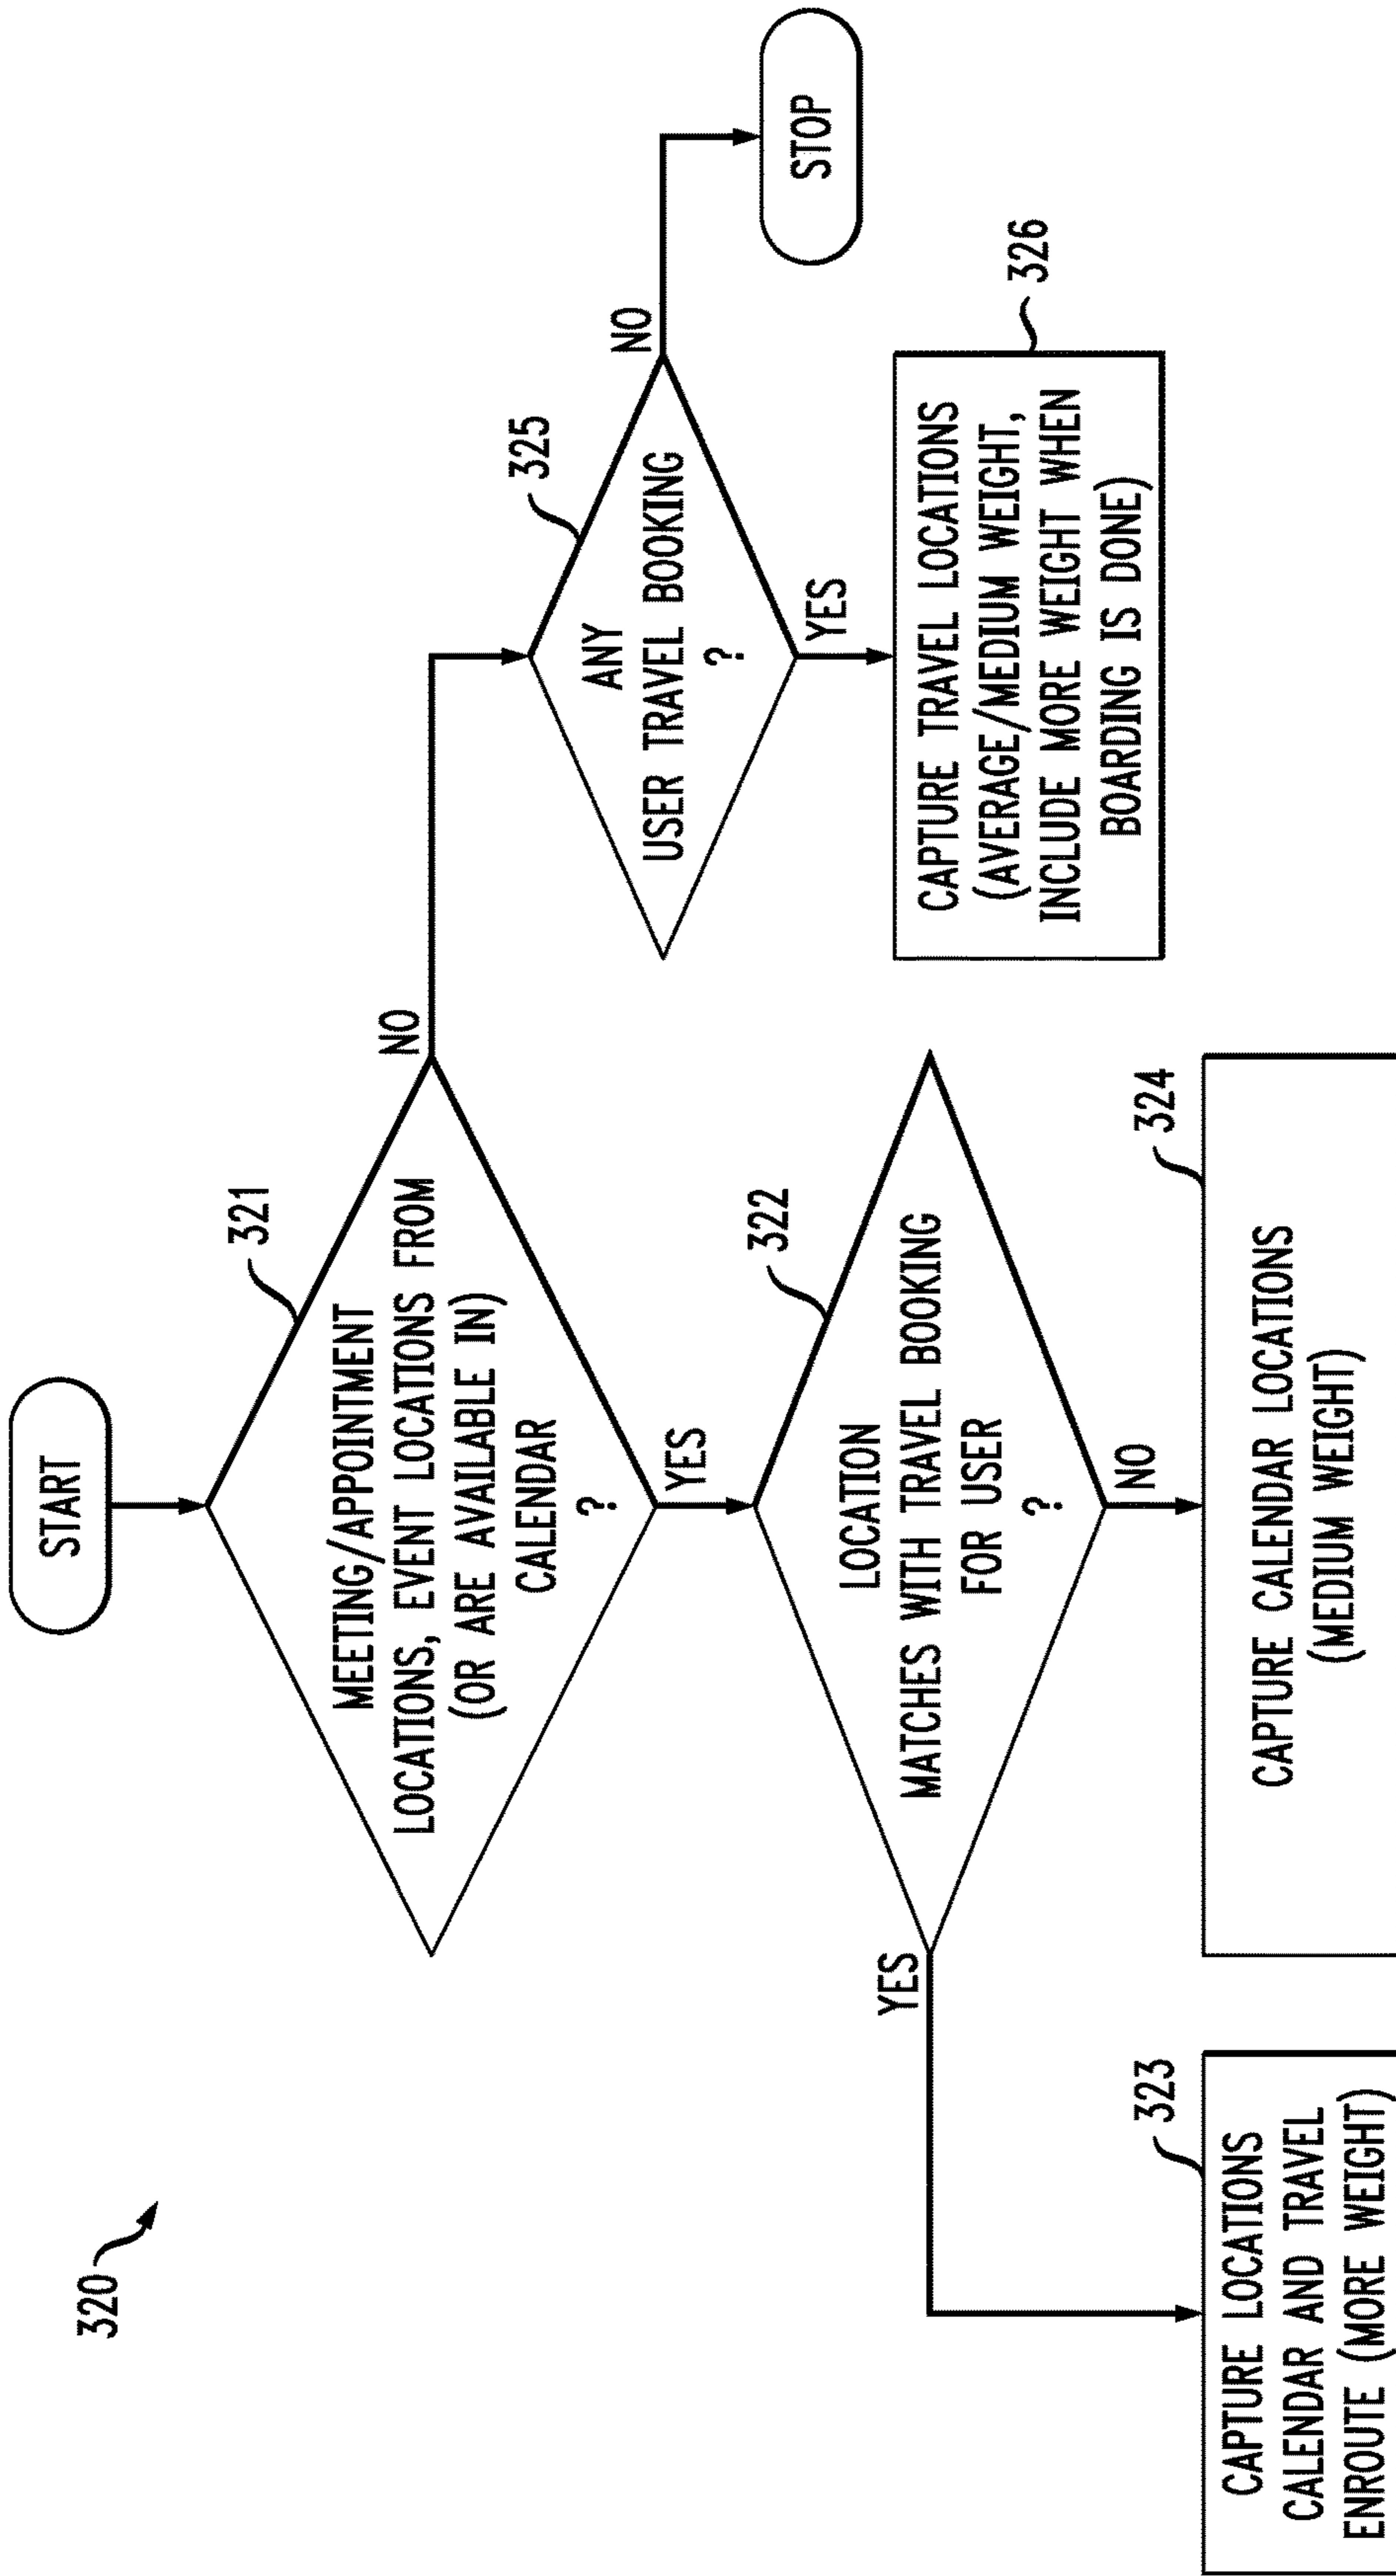 320
START
321
MEETING/APPOINTMENT
LOCATIONS, EVENT LOCATIONS FROM
(OR ARE AVAILABLE IN)
CALENDAR
?
NO
YES
322
LOCATION
MATCHES WITH TRAVEL BOOKING
FOR USER
?
YES
NO
323
CAPTURE LOCATIONS
CALENDAR AND TRAVEL
ENROUTE (MORE WEIGHT)
324
CAPTURE CALENDAR LOCATIONS
(MEDIUM WEIGHT)
325
ANY
USER TRAVEL BOOKING
?
NO
YES
STOP
326
CAPTURE TRAVEL LOCATIONS
(AVERAGE/MEDIUM WEIGHT,
INCLUDE MORE WEIGHT WHEN
BOARDING IS DONE)